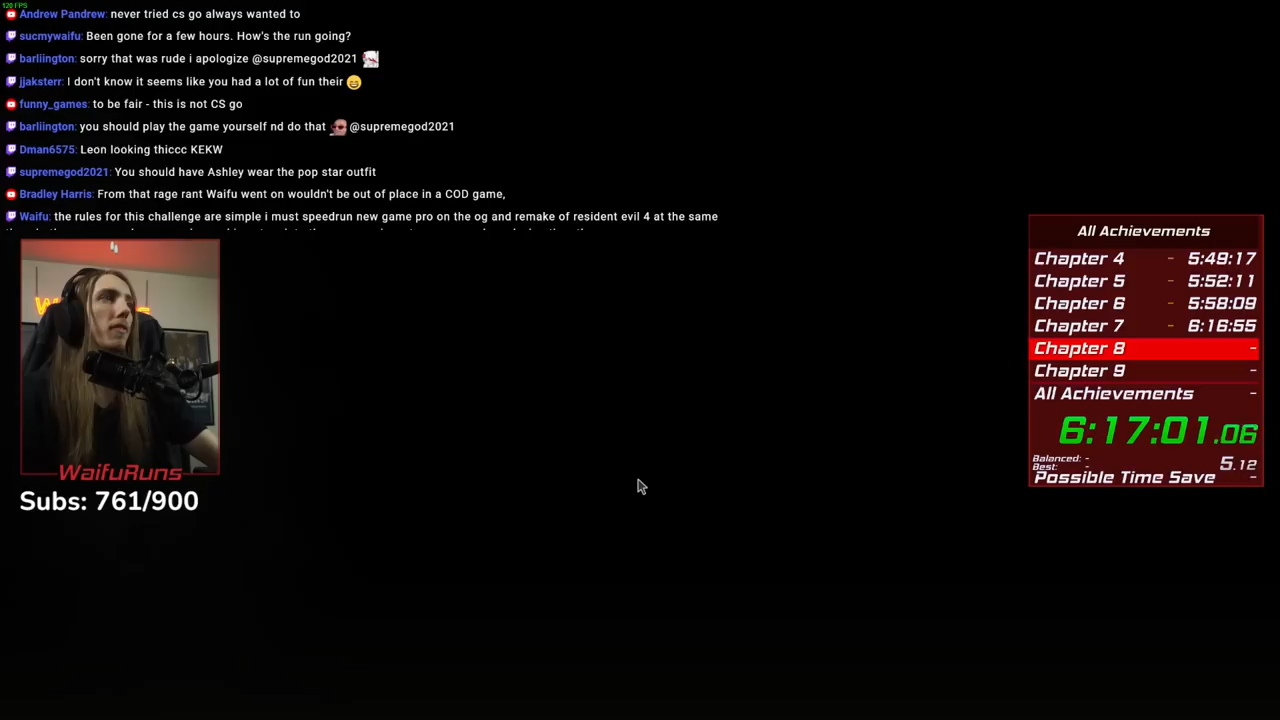 120 FPS
Andrew Pandrew: never tried cs go always wanted to
sucmywaifu: Been gone for a few hours. How's the run going?
barliington: sorry that was rude i apologize @supremegod2021
jjaksterr: I don't know it seems like you had a lot of fun their
funny_games: to be fair - this is not CS go
barliington: you should play the game yourself nd do that @supremegod2021
Dman6575: Leon looking thiccc KEKW
supremegod2021: You should have Ashley wear the pop star outfit
Bradley Harris: From that rage rant Waifu went on wouldn't be out of place in a COD game,
Waifu: the rules for this challenge are simple i must speedrun new game pro on the og and remake of resident evil 4 at the same
WaifuRuns
Subs: 761/900
All Achievements
Chapter 4 - 5:49:17
Chapter 5 - 5:52:11
Chapter 6 - 5:58:09
Chapter 7 - 6:16:55
Chapter 8 -
Chapter 9 -
All Achievements -
6:17:01.06
Balanced: - 5.12
Best: -
Possible Time Save -